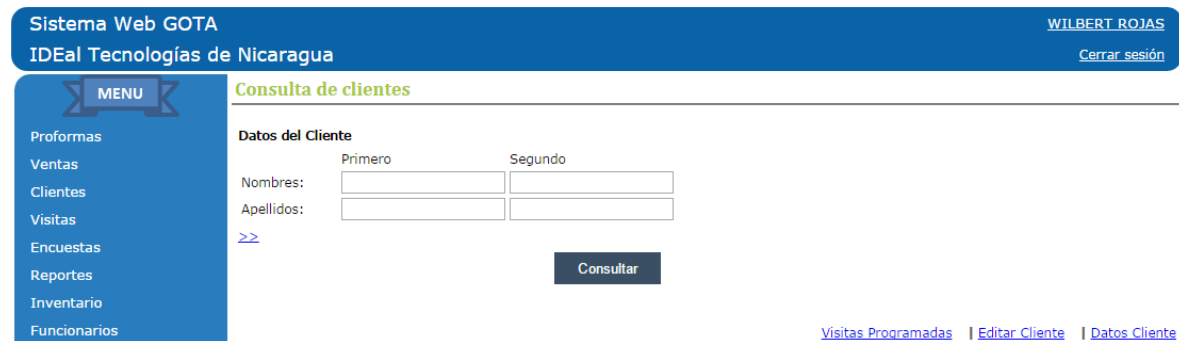 Sistema Web GOTA
WILBERT ROJAS
IDEal Tecnologías de Nicaragua
Cerrar sesión
MENU
Proformas
Ventas
Clientes
Visitas
Encuestas
Reportes
Inventario
Funcionarios
Consulta de clientes
Datos del Cliente
Primero Segundo
Nombres:
Apellidos:
>>
Consultar
Visitas Programadas | Editar Cliente | Datos Cliente